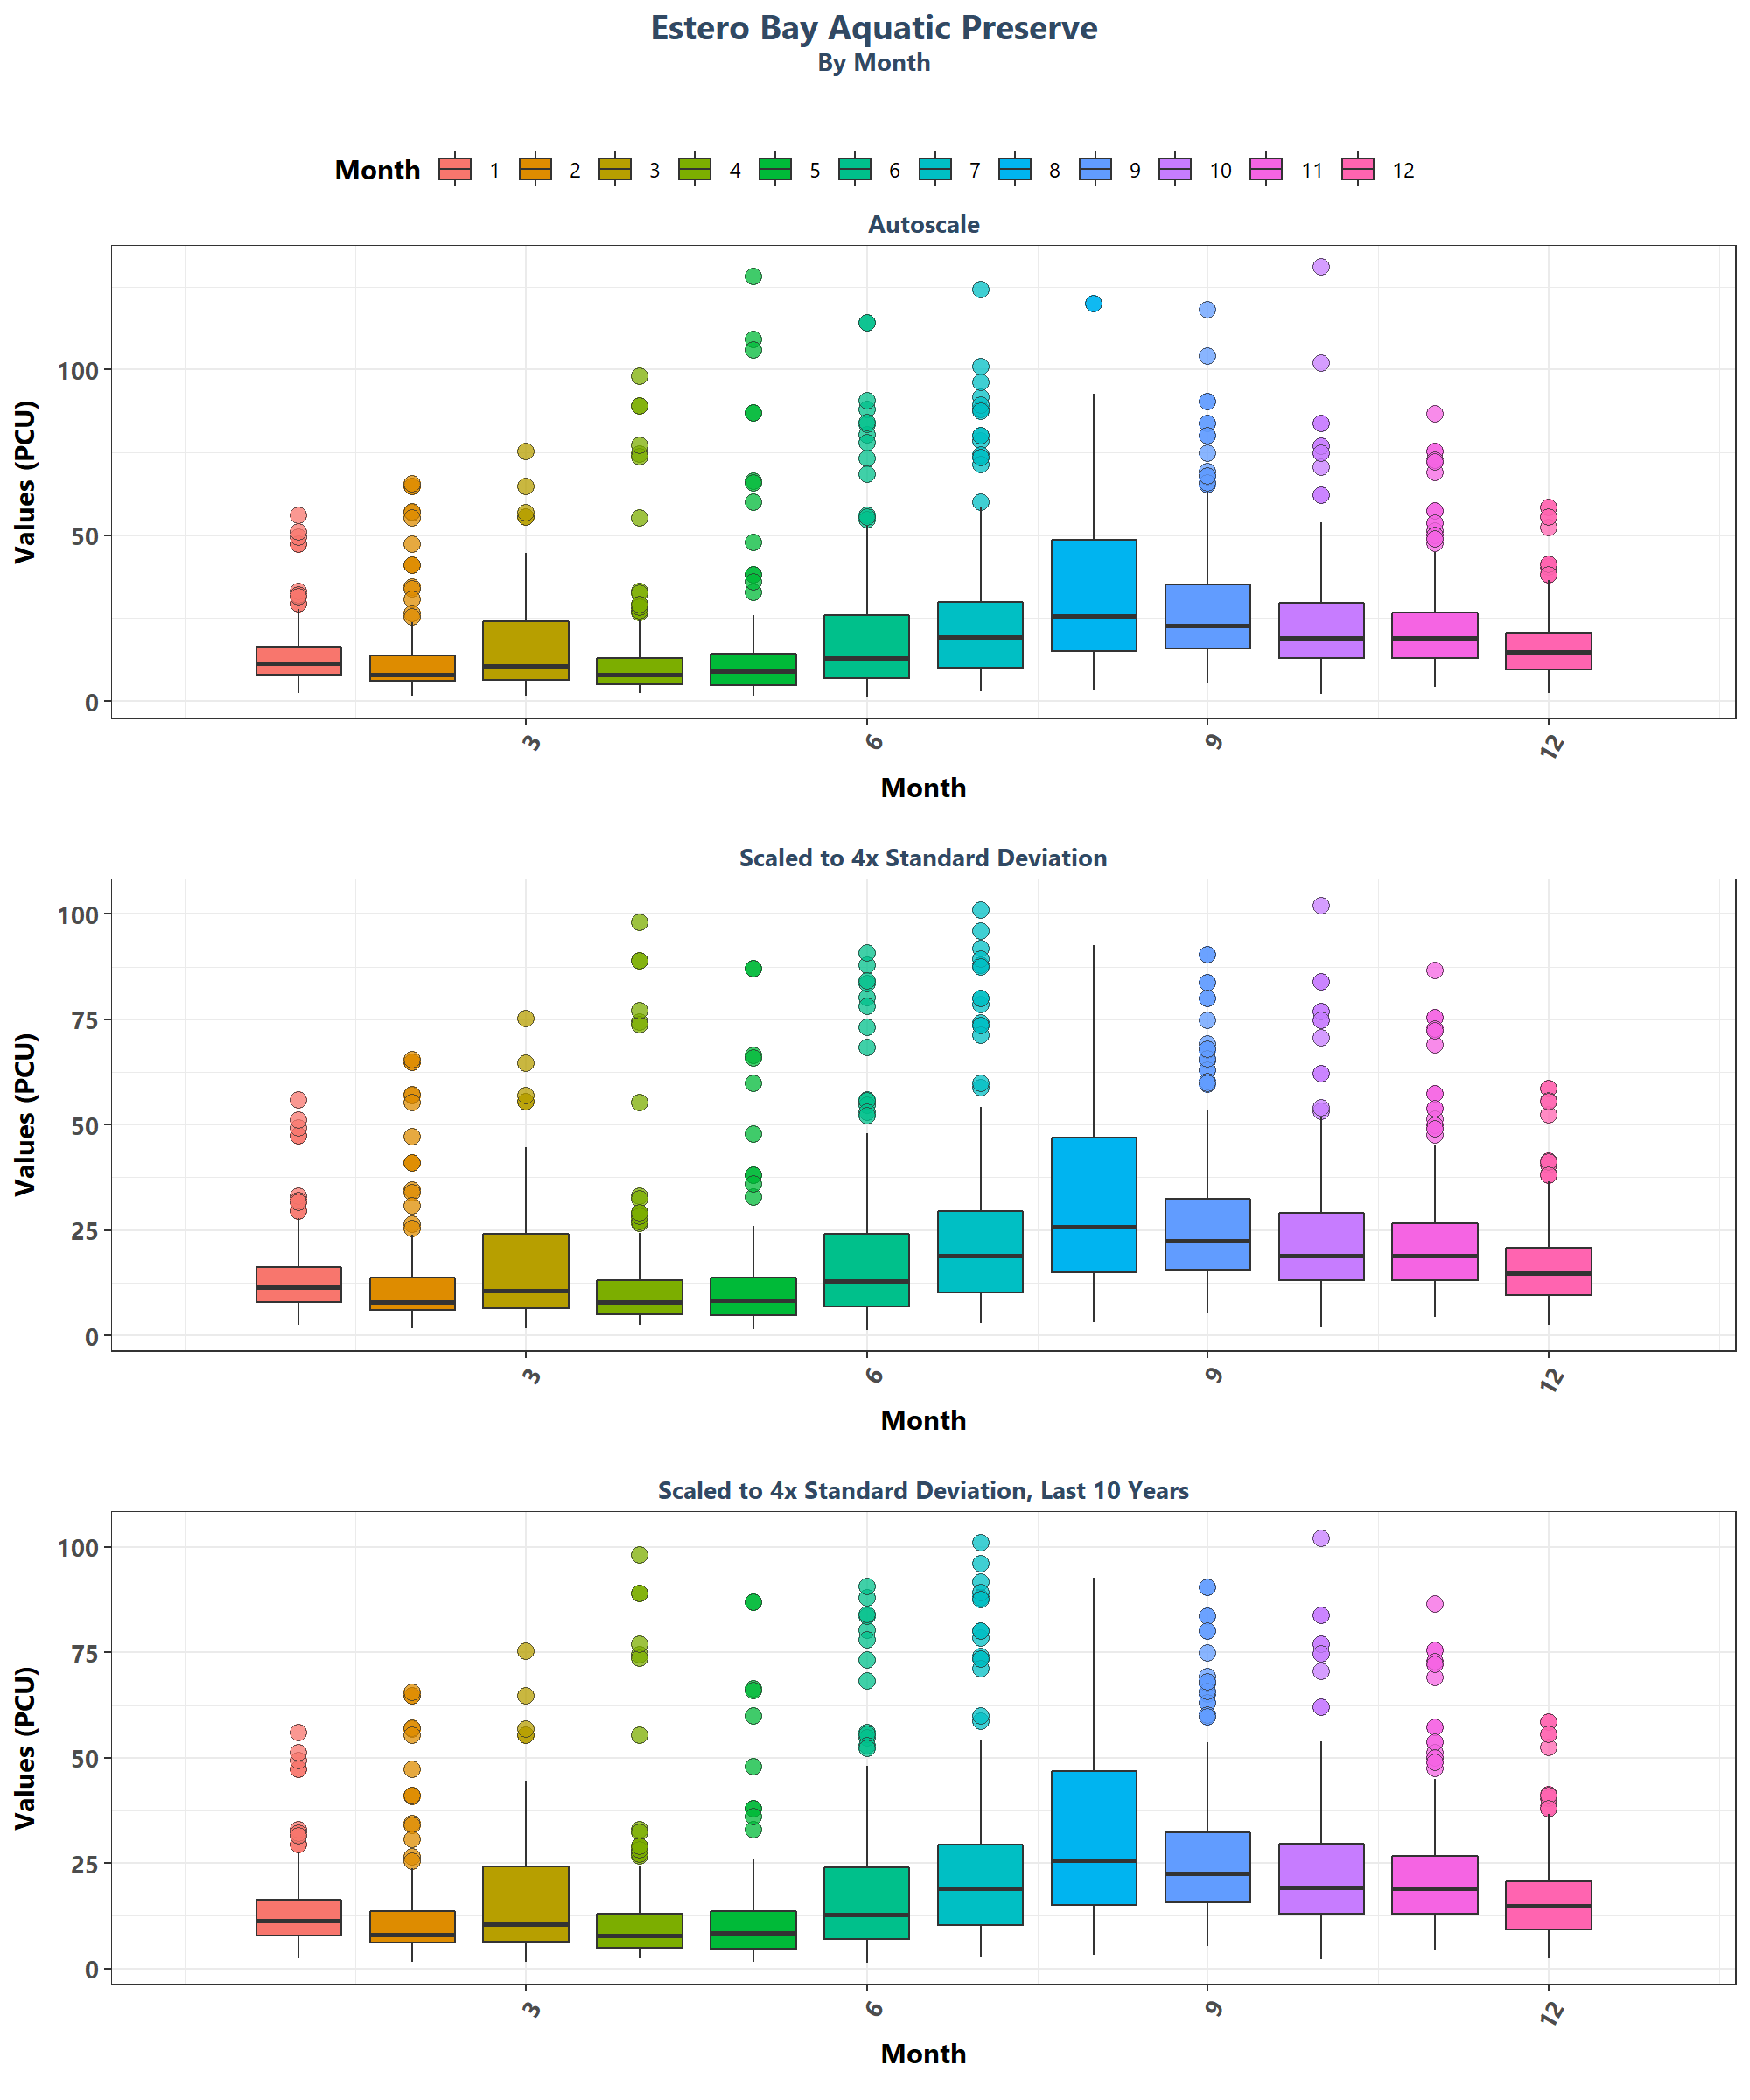 Estero Bay Aquatic Preserve
By Month
Month 1 2 3 4 5 6 7 8 9 10 11 12
Autoscale
Values (PCU)
100
50
0
3 6 9 12
Month
Scaled to 4x Standard Deviation
Values (PCU)
100
75
50
25
0
3 6 9 12
Month
Scaled to 4x Standard Deviation, Last 10 Years
Values (PCU)
100
75
50
25
0
3 6 9 12
Month